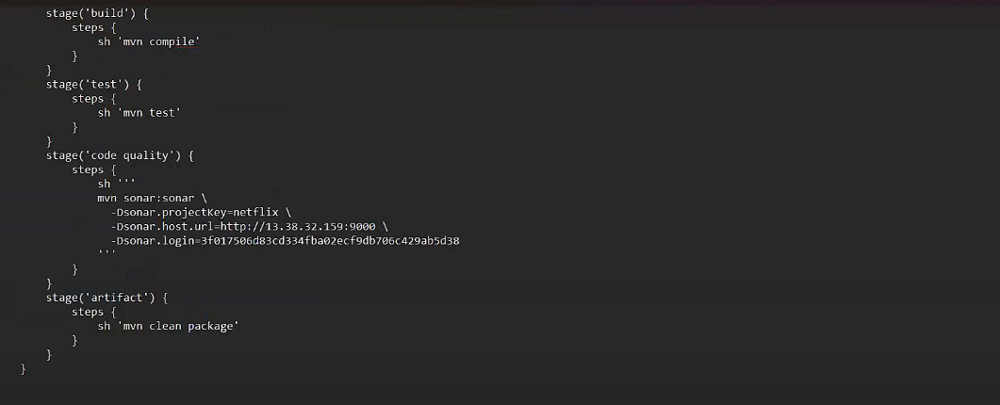 stage('build') {
steps {
sh 'mvn compile'
}
}
stage('test') {
steps {
sh 'mvn test'
}
}
stage('code quality') {
steps {
sh '''
mvn sonar:sonar \
-Dsonar.projectKey=netflix \
-Dsonar.host.url=http://13.38.32.159:9000 \
-Dsonar.login=3f017506d83cd334fba02ecf9db706c429ab5d38
'''
}
}
stage('artifact') {
steps {
sh 'mvn clean package'
}
}
}